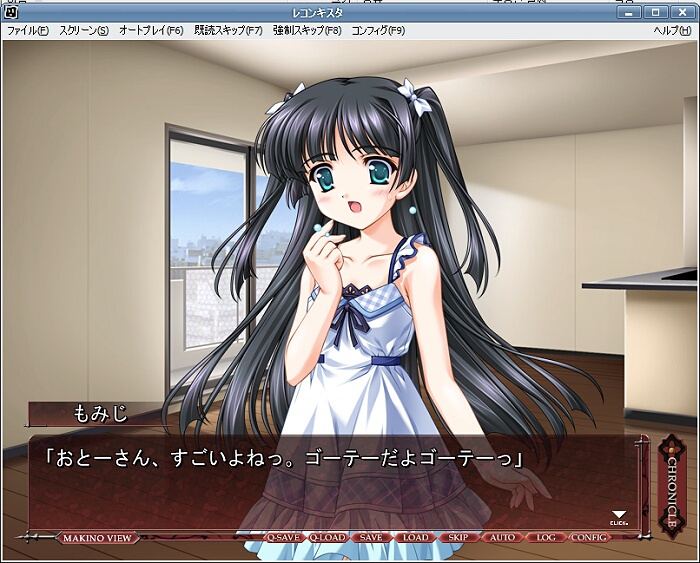 レコンキスタ
ファイル(F) スクリーン(S) オートプレイ(F6) 既読スキップ(F7) 強制スキップ(F8) コンフィグ(F9) ヘルプ(H)
もみじ
「おとーさん、すごいよねっ。ゴーテーだよゴーテーっ」
CHRONICLE
CLICK.
MAKINO VIEW Q-SAVE Q-LOAD SAVE LOAD SKIP AUTO LOG CONFIG